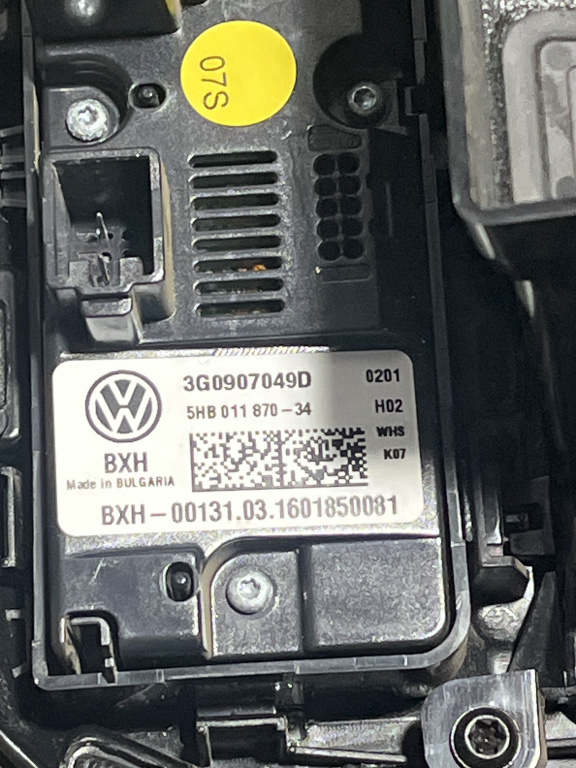 07S
3G0907049D 0201
5HB 011 870-34 H02
WHS
BXH K07
Made in BULGARIA
BXH-00131.03.1601850081